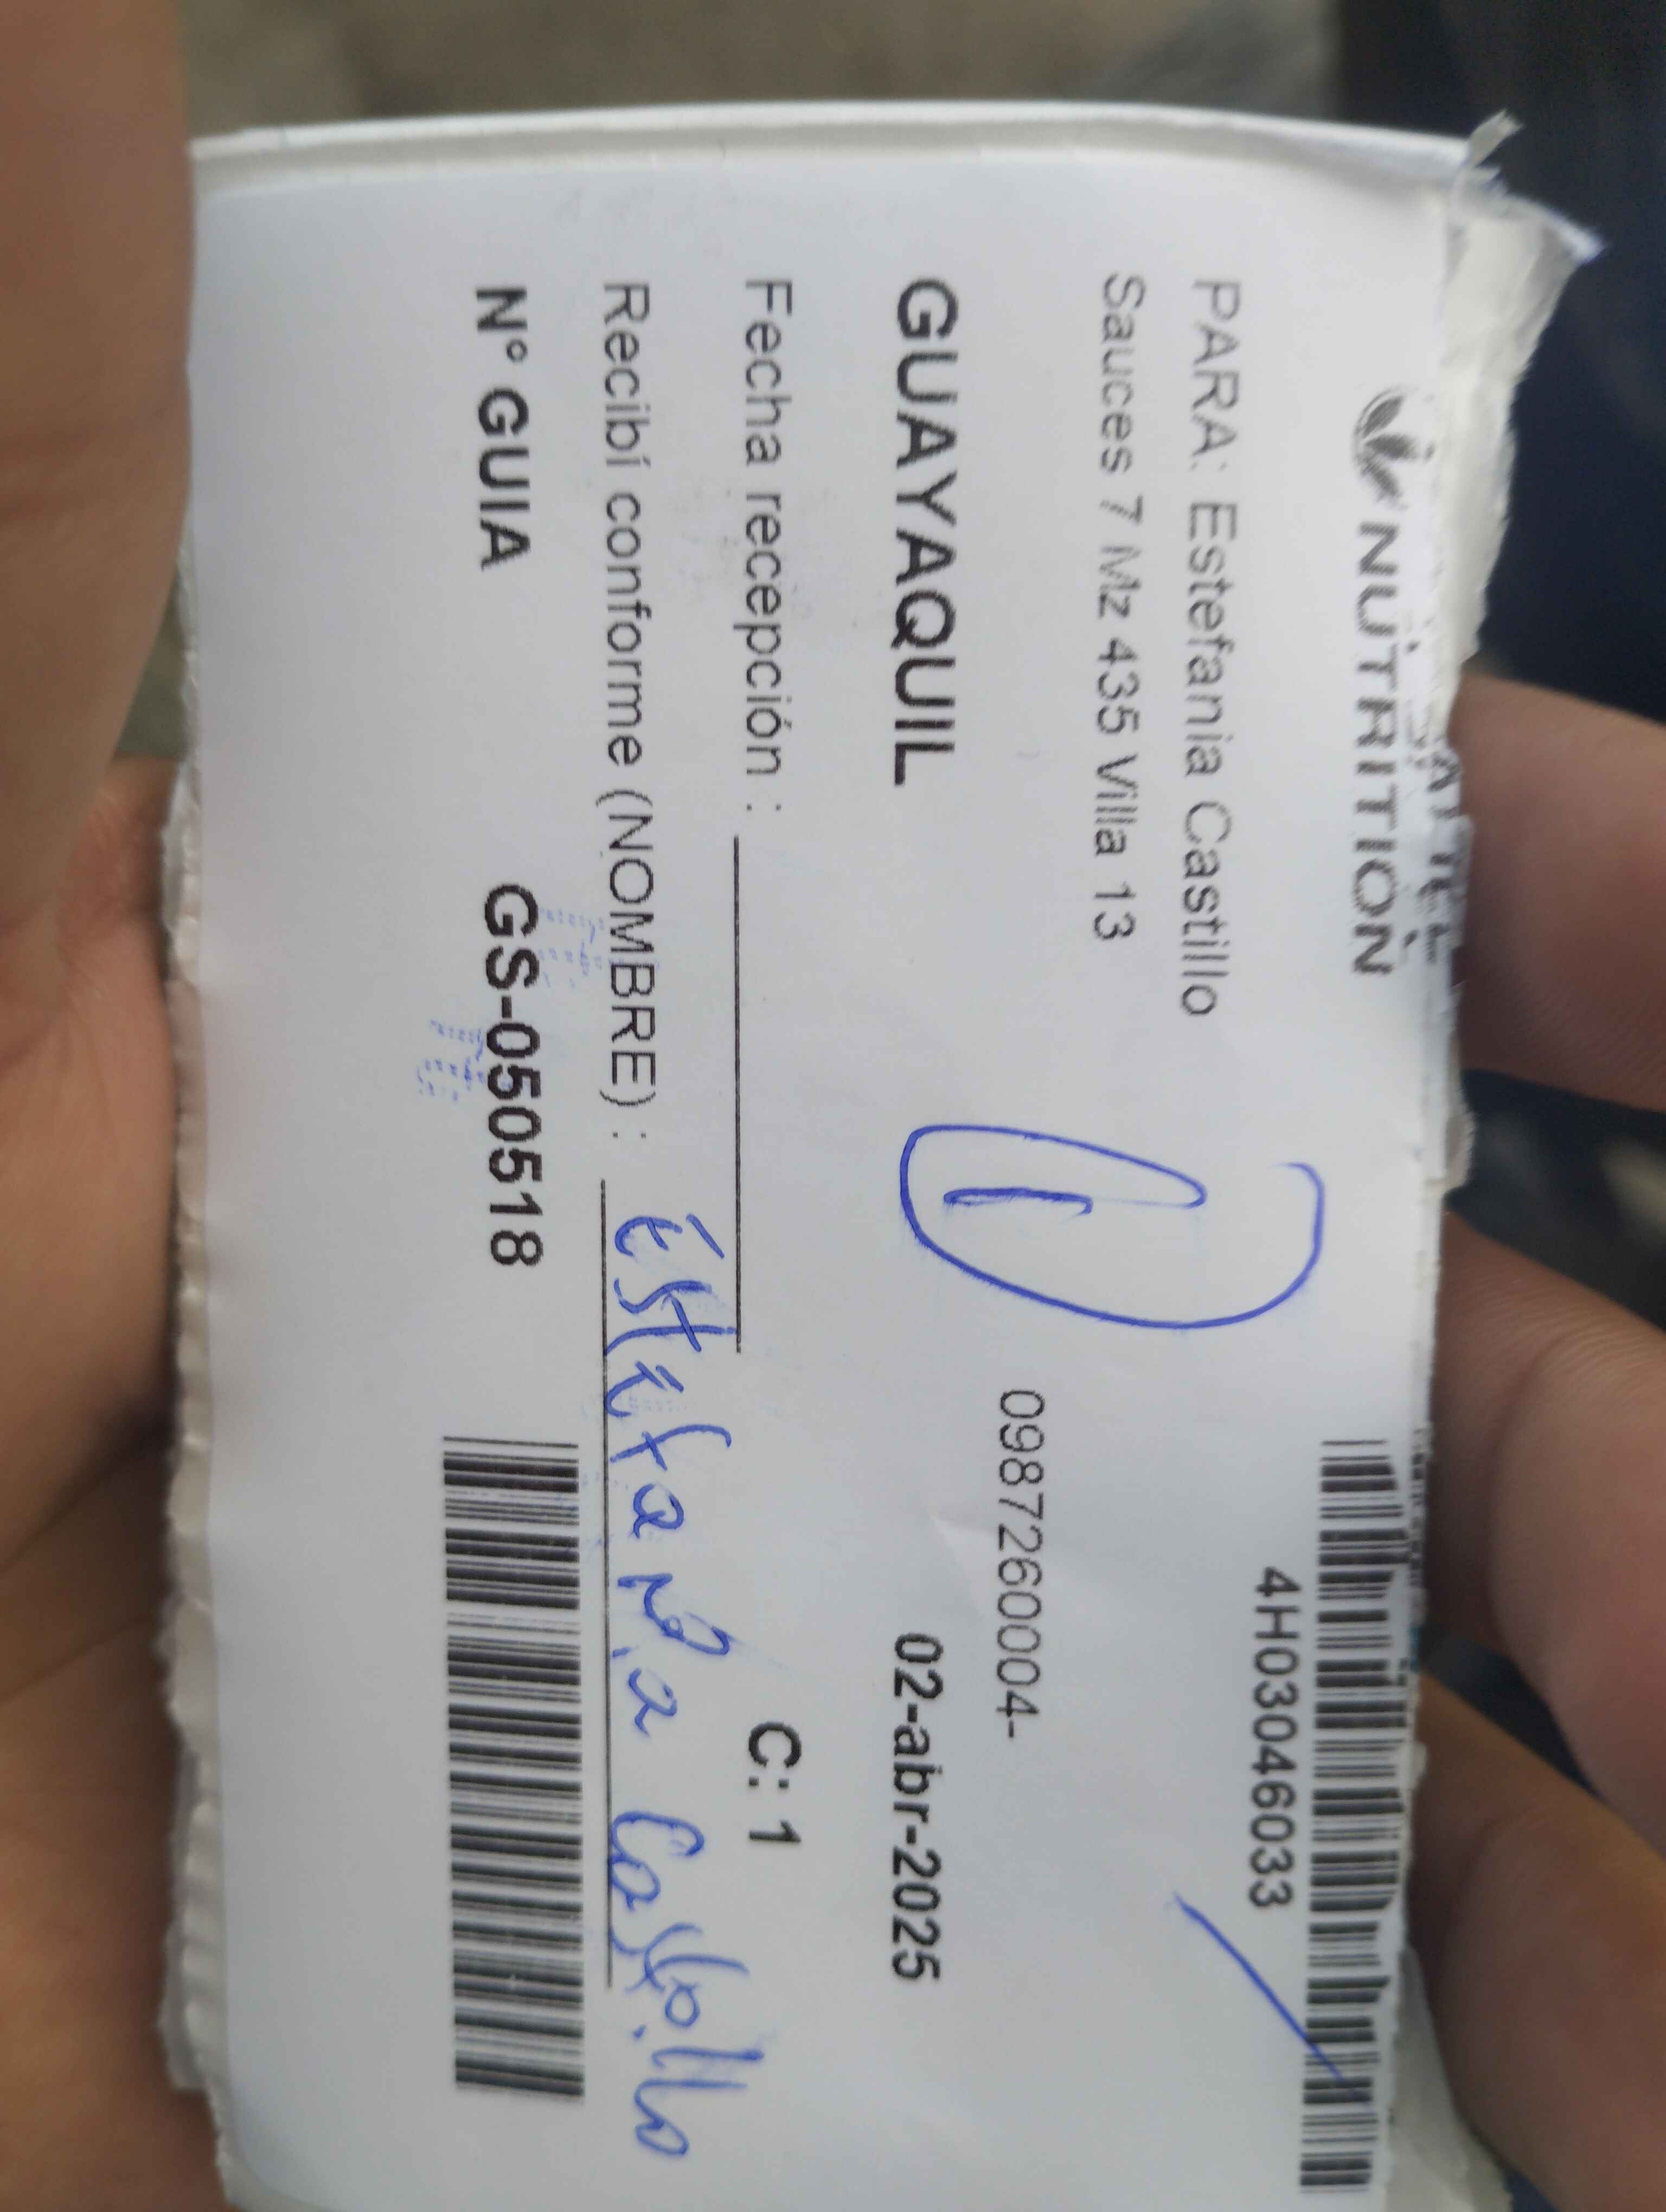 NUTRITION
4H03046033
PARA: Estefania Castillo
Sauces 7 Mz 435 Villa 13
0987260004-
GUAYAQUIL 02-abr-2025
Fecha recepción : C: 1
Recibí conforme (NOMBRE) : Estefania Castillo
N° GUIA GS-050518